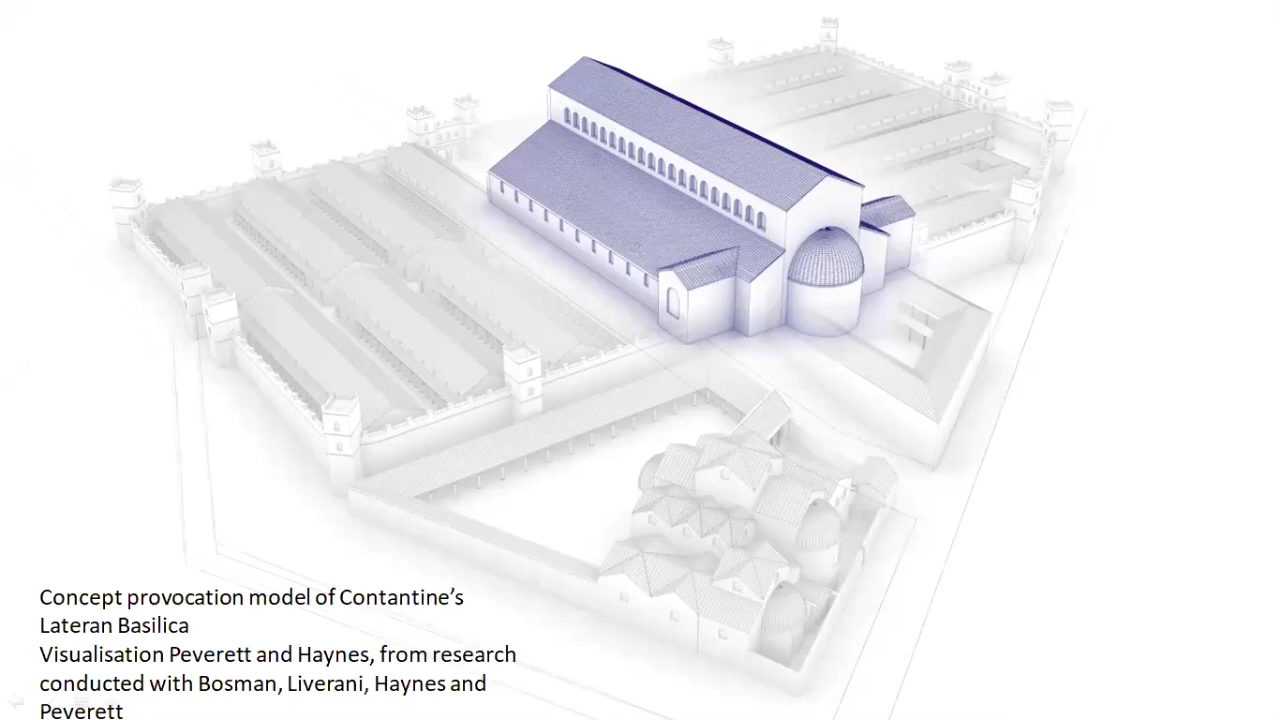 Concept provocation model of Contantine’s
Lateran Basilica
Visualisation Peverett and Haynes, from research
conducted with Bosman, Liverani, Haynes and
Peverett